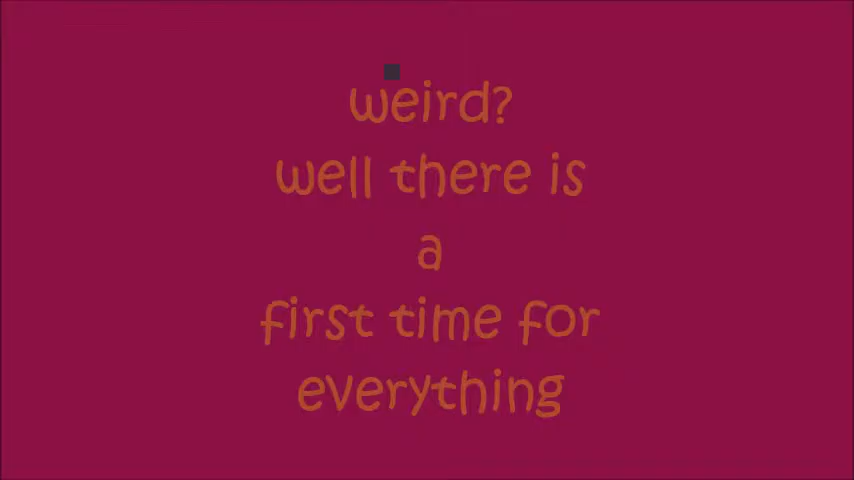 weird?
well there is
a
first time for
everything